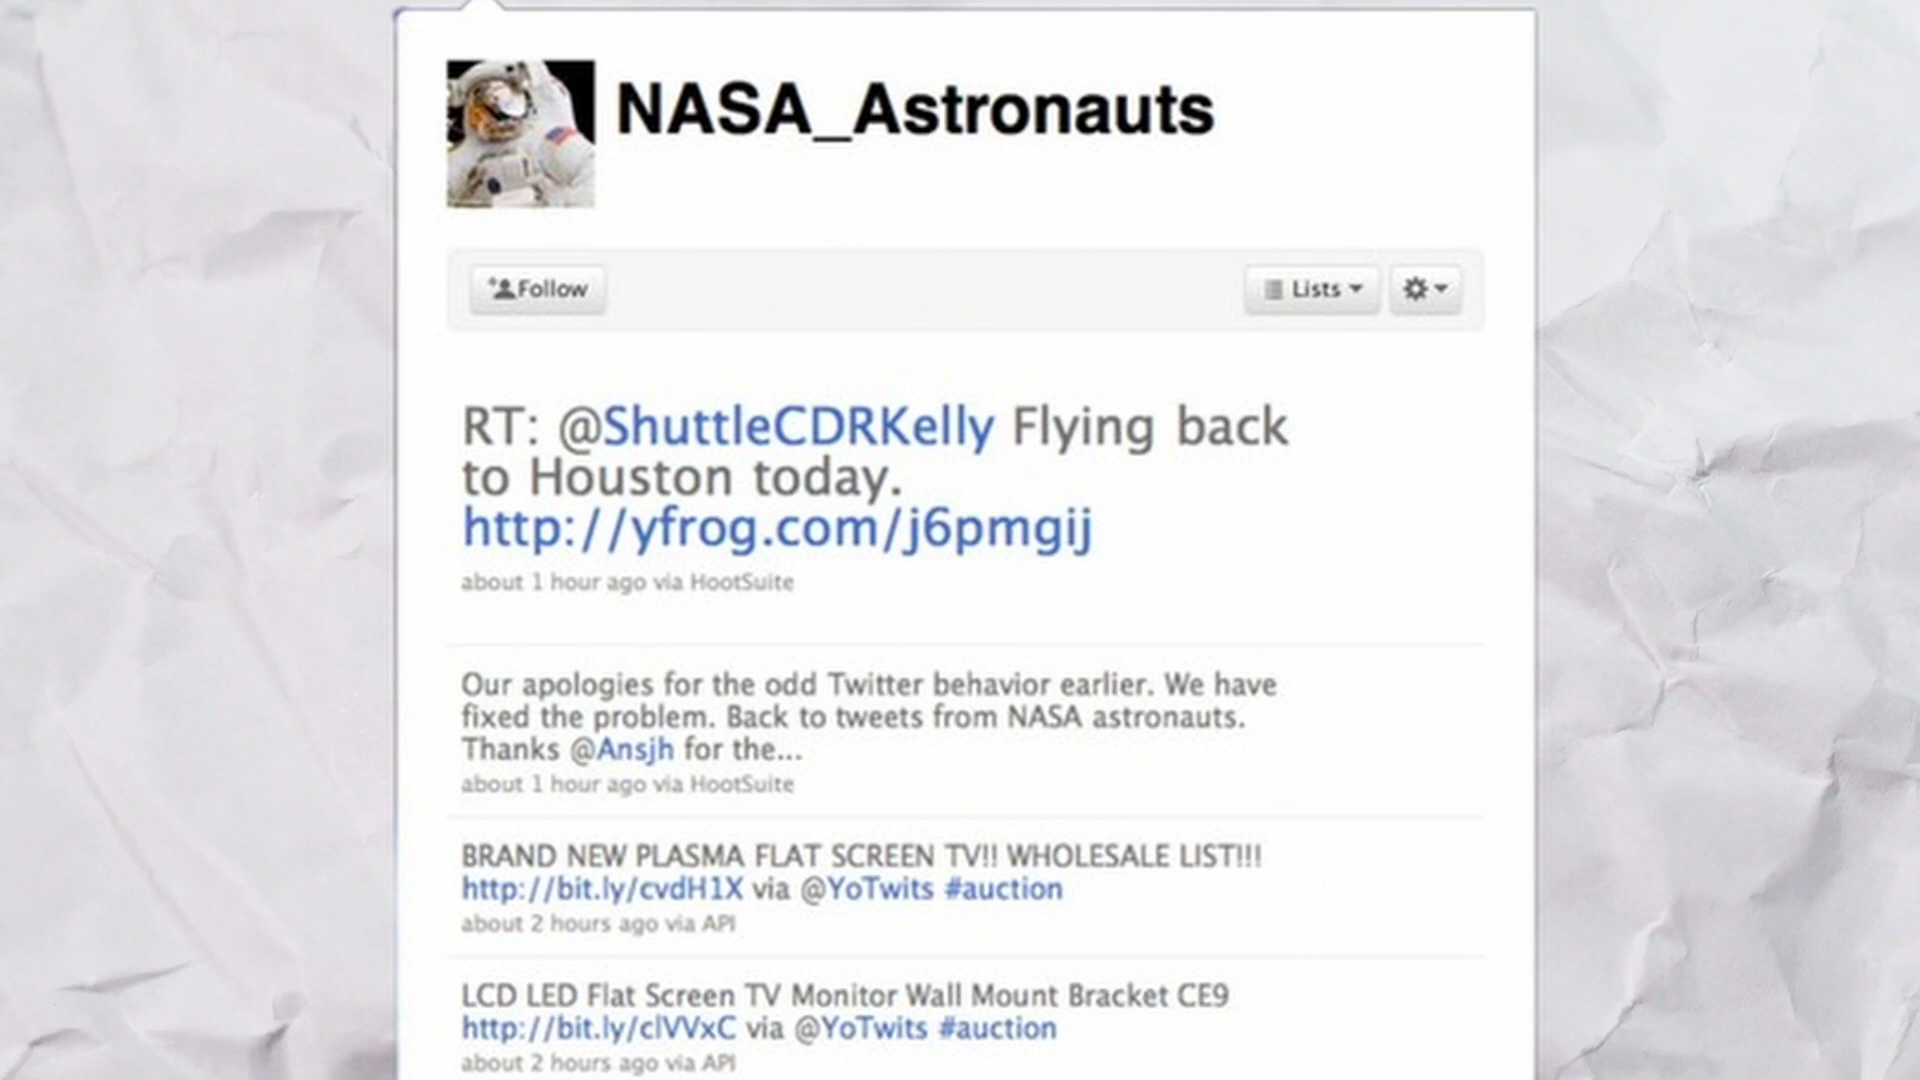 NASA_Astronauts
Follow
Lists
RT: @ShuttleCDRKelly Flying back
to Houston today.
http://yfrog.com/j6pmgij
about 1 hour ago via HootSuite
Our apologies for the odd Twitter behavior earlier. We have
fixed the problem. Back to tweets from NASA astronauts.
Thanks @Ansjh for the...
about 1 hour ago via HootSuite
BRAND NEW PLASMA FLAT SCREEN TV!! WHOLESALE LIST!!!
http://bit.ly/cvdH1X via @YoTwits #auction
about 2 hours ago via API
LCD LED Flat Screen TV Monitor Wall Mount Bracket CE9
http://bit.ly/clVVxC via @YoTwits #auction
about 2 hours ago via API